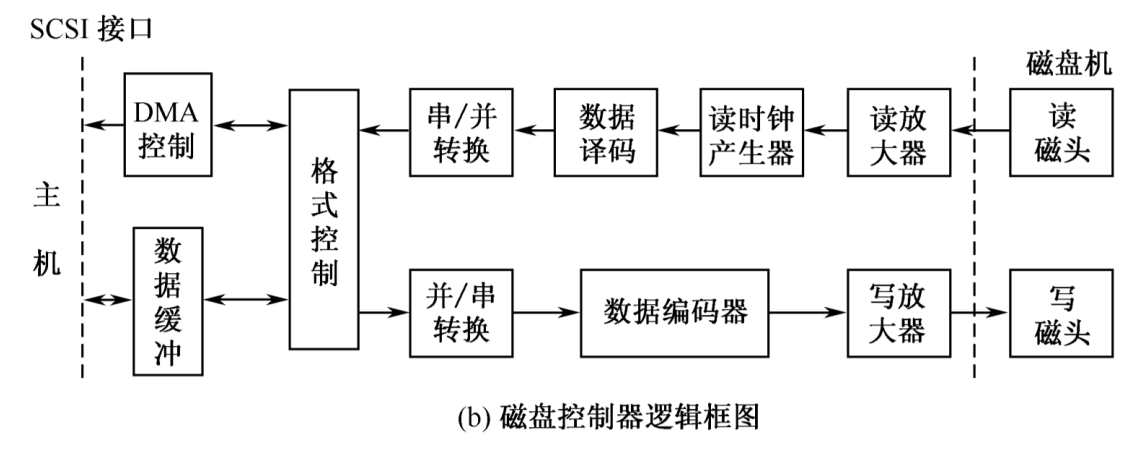 SCSI 接口
磁盘机
DMA
控制
格式控制
串/并
转换
数据
译码
读时钟
产生器
读放
大器
读
磁头
主机
数据缓冲
并/串
转换
数据编码器
写放
大器
写
磁头
(b) 磁盘控制器逻辑框图